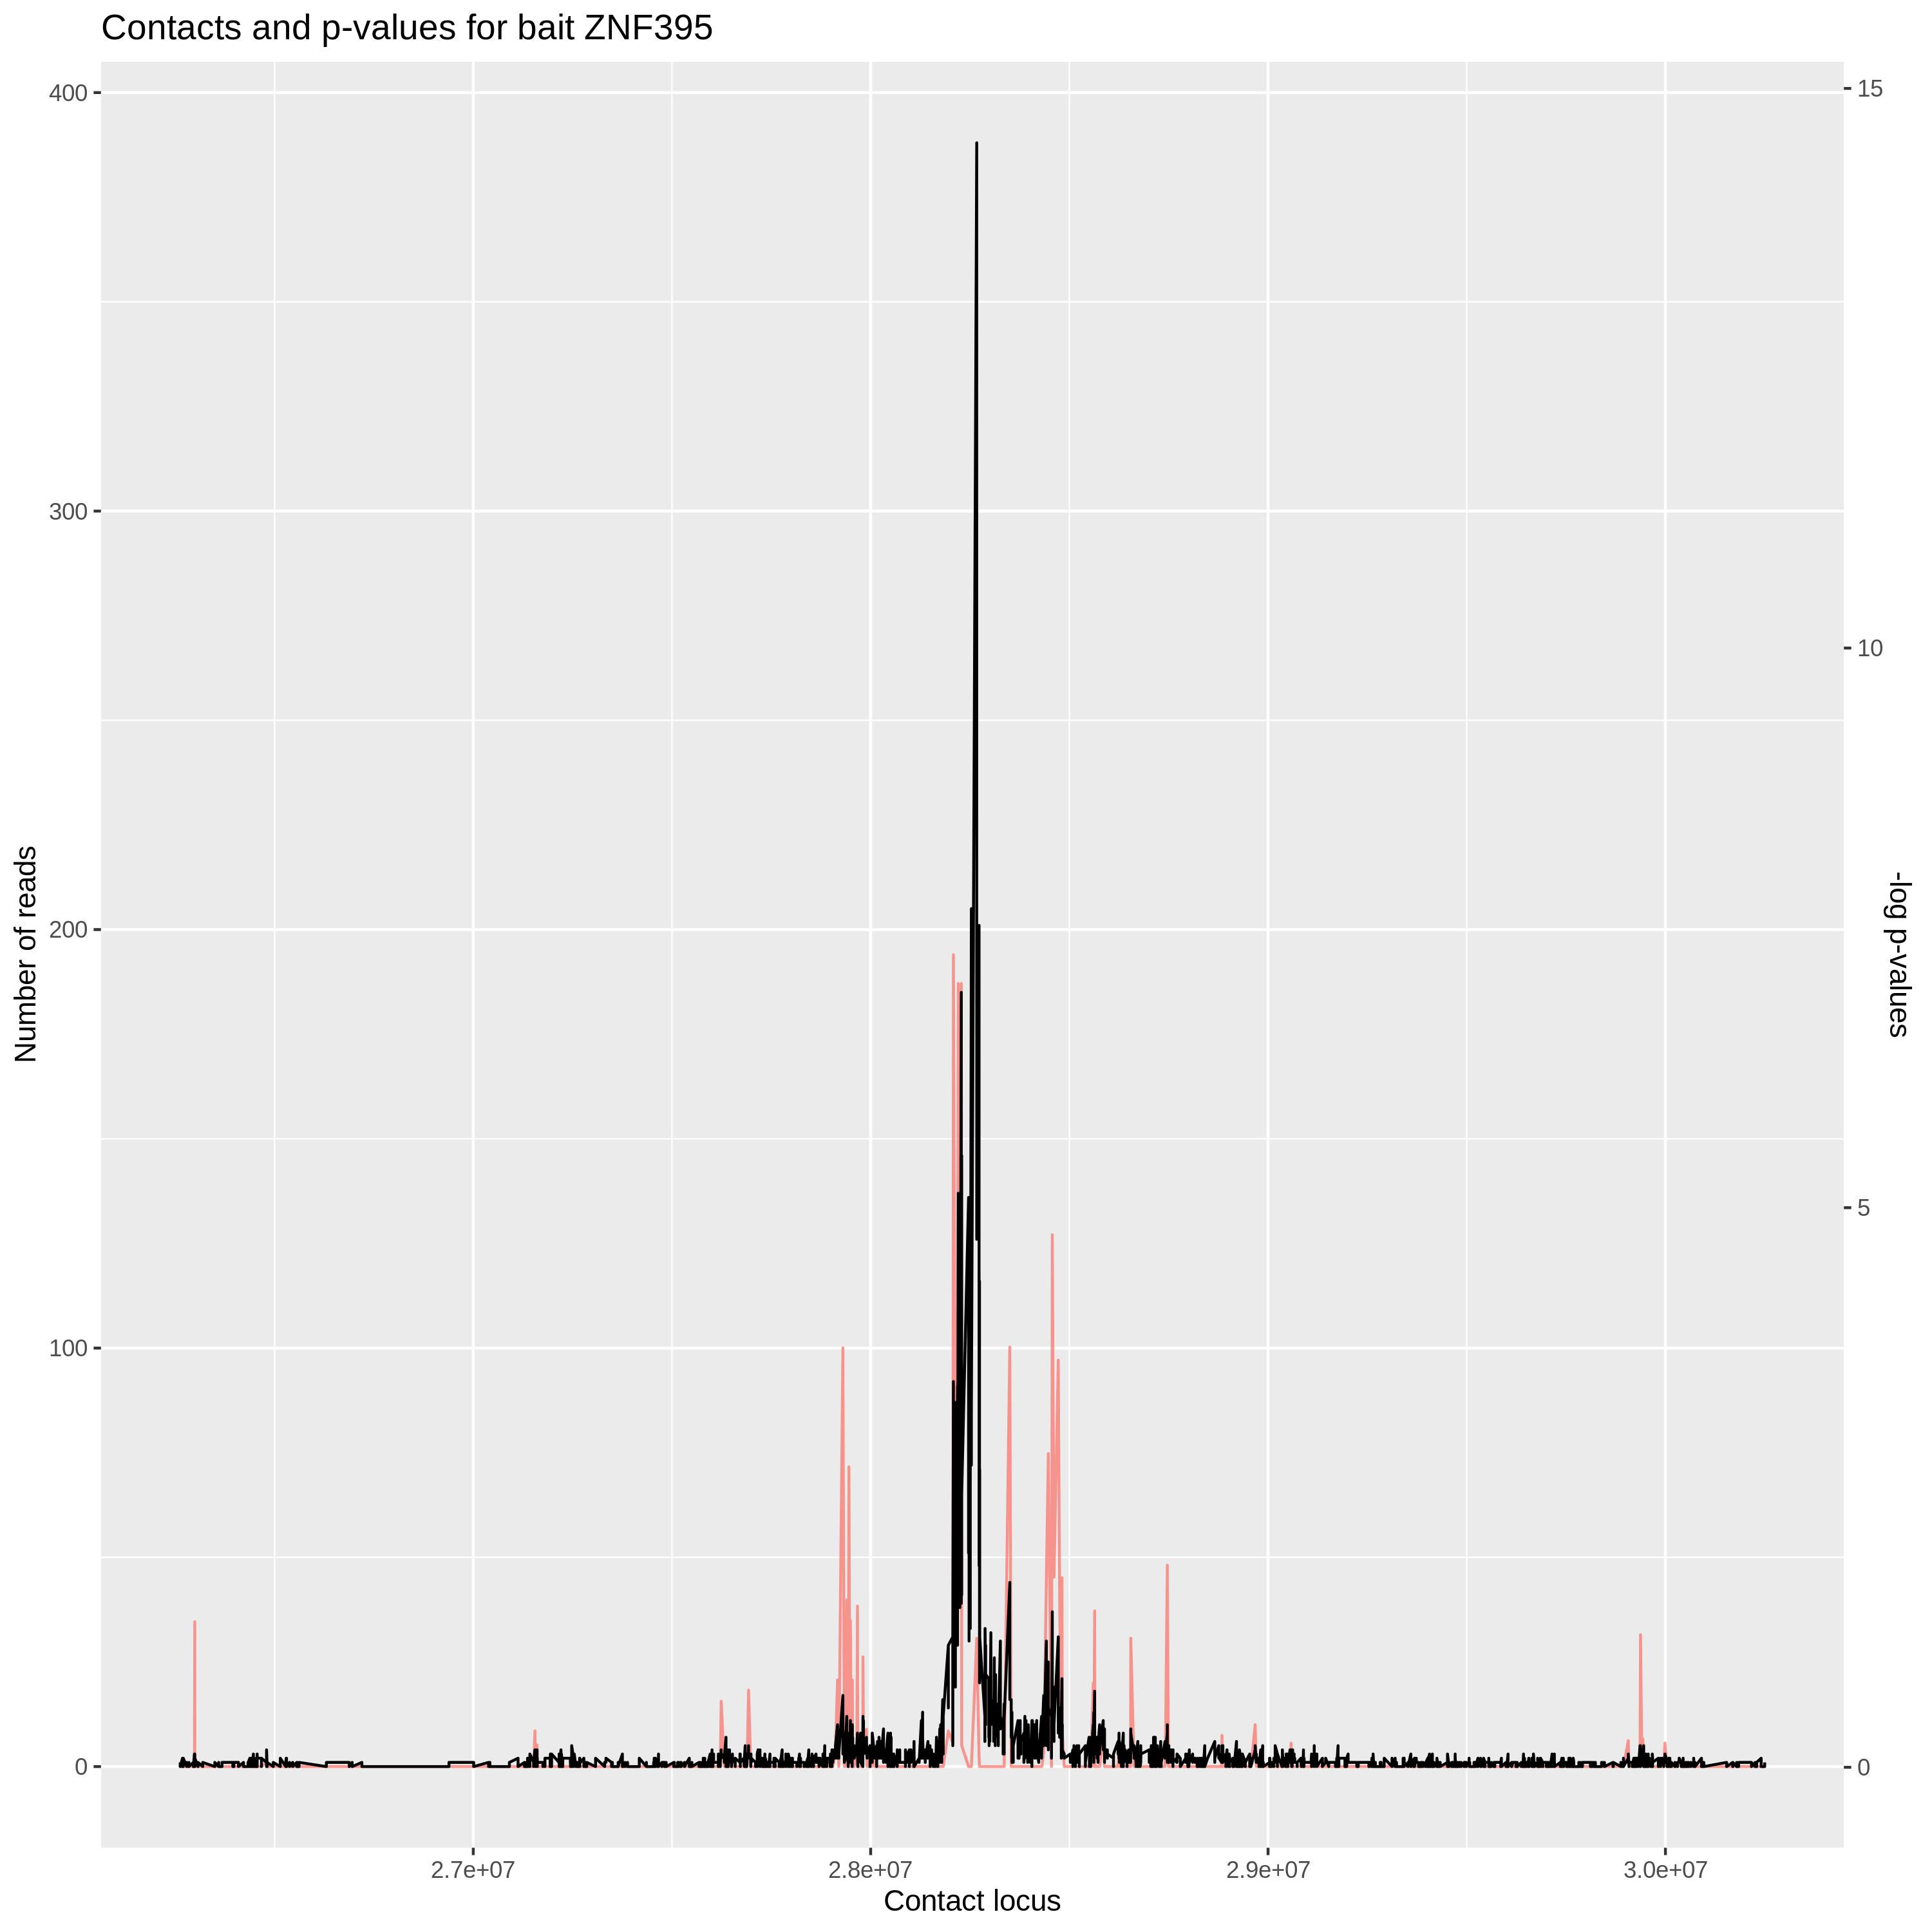 Contacts and p-values for bait ZNF395
400
300
200
100
0
15
10
5
0
Number of reads
-log p-values
2.7e+07 2.8e+07 2.9e+07 3.0e+07
Contact locus